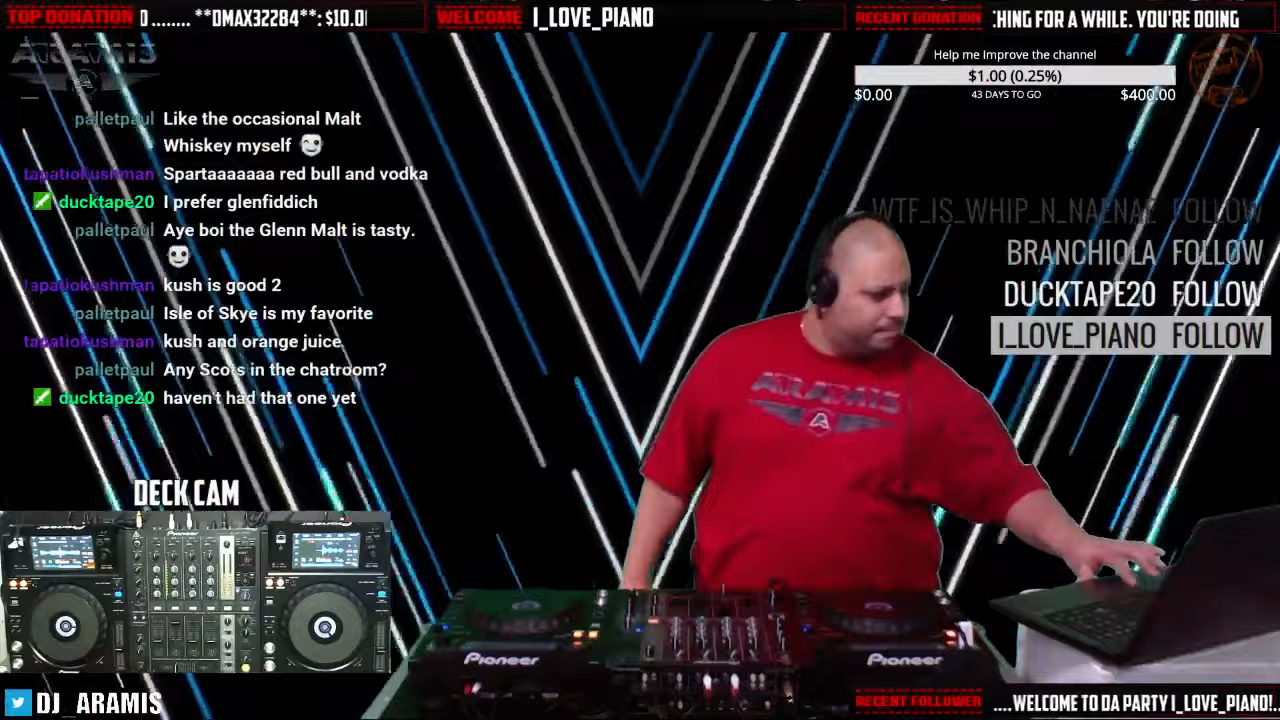 TOP DONATION D ........ **DMAX32284**: $10.0
WELCOME I_LOVE_PIANO
RECENT DONATION CHING FOR A WHILE. YOU'RE DOING
Help me Improve the channel
$1.00 (0.25%)
$0.00 43 DAYS TO GO $400.00
palletpaul Like the occasional Malt
Whiskey myself
tapatiokushman Spartaaaaaaa red bull and vodka
ducktape20 I prefer glenfiddich
palletpaul Aye boi the Glenn Malt is tasty.
tapatiokushman kush is good 2
palletpaul Isle of Skye is my favorite
tapatiokushman kush and orange juice
palletpaul Any Scots in the chatroom?
ducktape20 haven't had that one yet
WTF_IS_WHIP_N_NAENAE FOLLOW
BRANCHIOLA FOLLOW
DUCKTAPE20 FOLLOW
I_LOVE_PIANO FOLLOW
ARAMIS
A
DECK CAM
Pioneer
Pioneer
DJ_ARAMIS
RECENT FOLLOWER ....WELCOME TO DA PARTY I_LOVE_PIANO!..